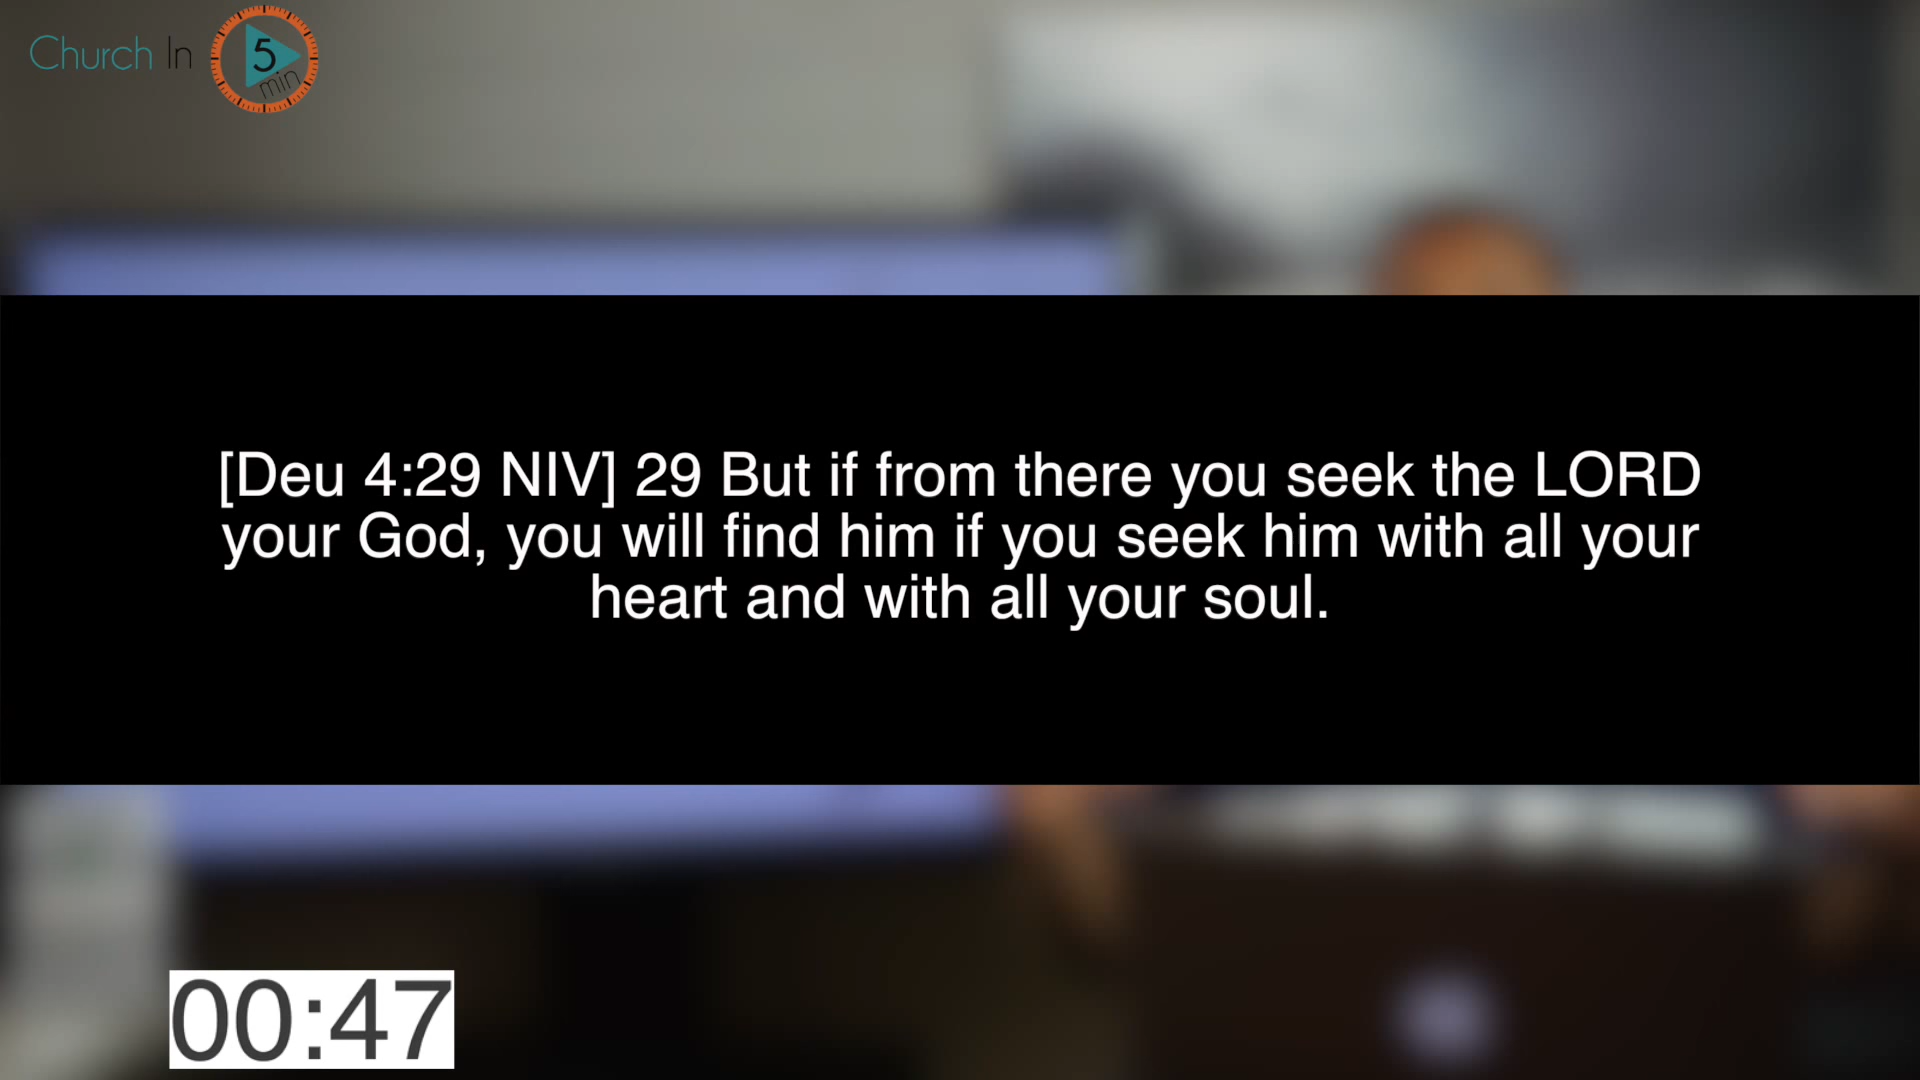 Church In 5 min
[Deu 4:29 NIV] 29 But if from there you seek the LORD
your God, you will find him if you seek him with all your
heart and with all your soul.
00:47